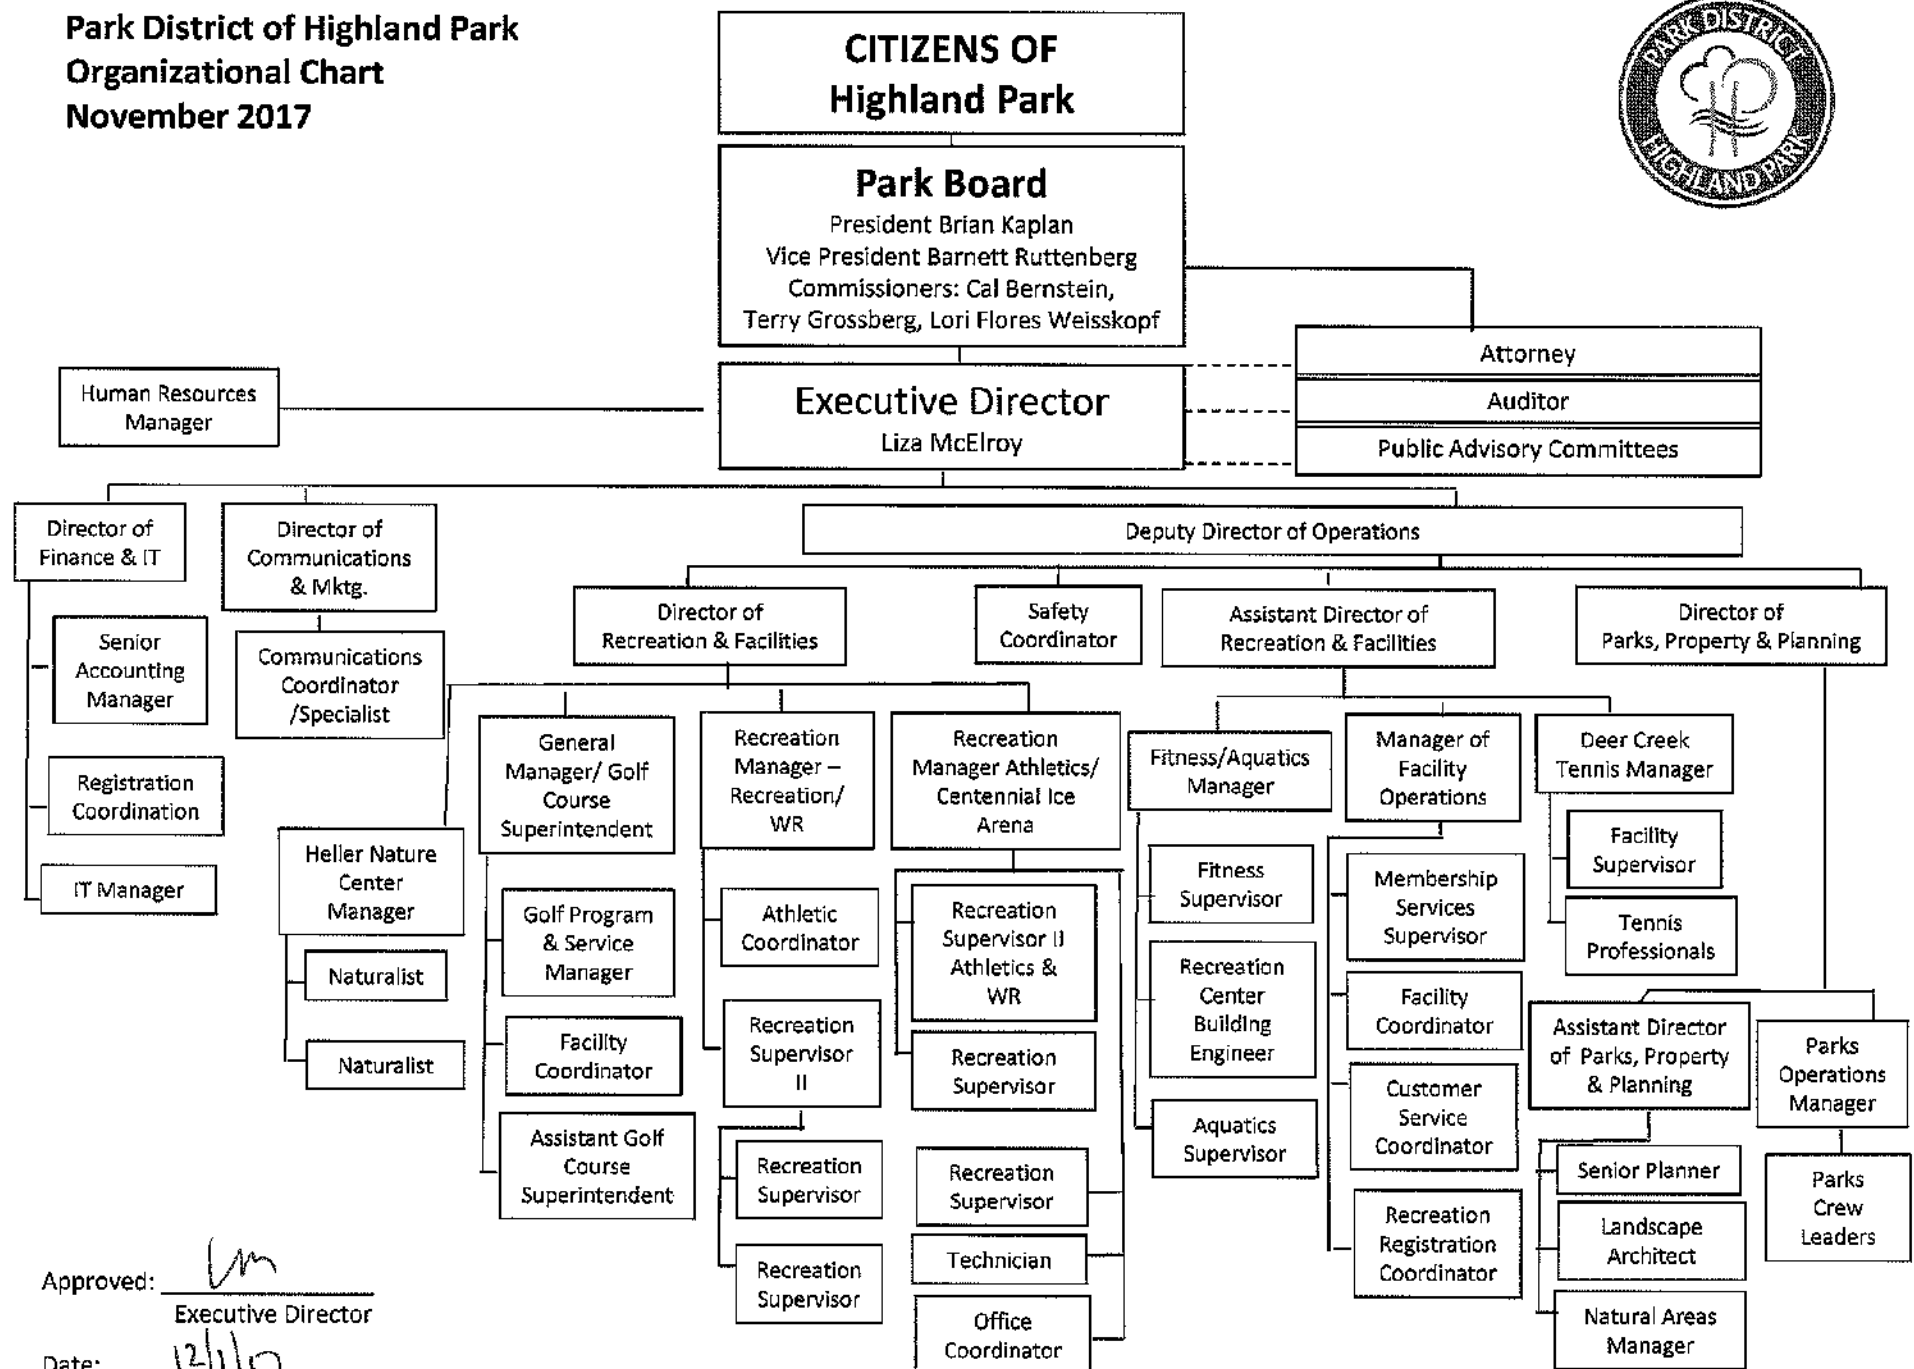 Park District of Highland Park
Organizational Chart
November 2017
CITIZENS OF
Highland Park
PARK DISTRICT
HIGHLAND PARK
Park Board
President Brian Kaplan
Vice President Barnett Ruttenberg
Commissioners: Cal Bernstein,
Terry Grossberg, Lori Flores Weisskopf
Attorney
Auditor
Public Advisory Committees
Human Resources
Manager
Executive Director
Liza McElroy
Director of
Finance & IT
Director of
Communications
& Mktg.
Deputy Director of Operations
Senior
Accounting
Manager
Registration
Coordination
IT Manager
Communications
Coordinator
/Specialist
Director of
Recreation & Facilities
Safety
Coordinator
Assistant Director of
Recreation & Facilities
Director of
Parks, Property & Planning
Heller Nature
Center
Manager
Naturalist
Naturalist
General
Manager/ Golf
Course
Superintendent
Golf Program
& Service
Manager
Facility
Coordinator
Assistant Golf
Course
Superintendent
Recreation
Manager –
Recreation/
WR
Athletic
Coordinator
Recreation
Supervisor
II
Recreation
Supervisor
Recreation
Supervisor
Recreation
Manager Athletics/
Centennial Ice
Arena
Recreation
Supervisor II
Athletics &
WR
Recreation
Supervisor
Recreation
Supervisor
Technician
Office
Coordinator
Fitness/Aquatics
Manager
Fitness
Supervisor
Recreation
Center
Building
Engineer
Aquatics
Supervisor
Manager of
Facility
Operations
Membership
Services
Supervisor
Facility
Coordinator
Customer
Service
Coordinator
Recreation
Registration
Coordinator
Deer Creek
Tennis Manager
Facility
Supervisor
Tennis
Professionals
Assistant Director
of Parks, Property
& Planning
Senior Planner
Landscape
Architect
Natural Areas
Manager
Parks
Operations
Manager
Parks
Crew
Leaders
Approved:
Executive Director
Date: